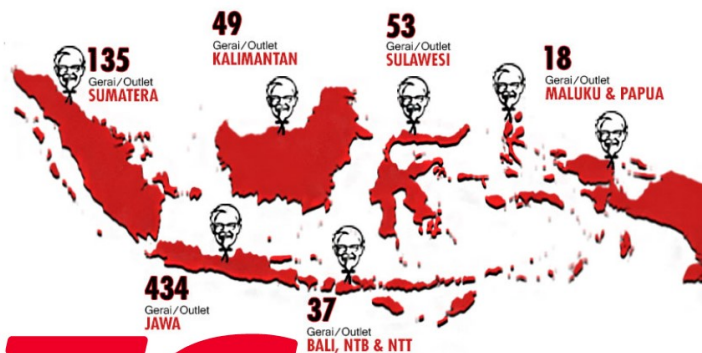 135
Gerai/Outlet
SUMATERA
49
Gerai/Outlet
KALIMANTAN
53
Gerai/Outlet
SULAWESI
18
Gerai/Outlet
MALUKU & PAPUA
434
Gerai/Outlet
JAWA
37
Gerai/Outlet
BALI, NTB & NTT